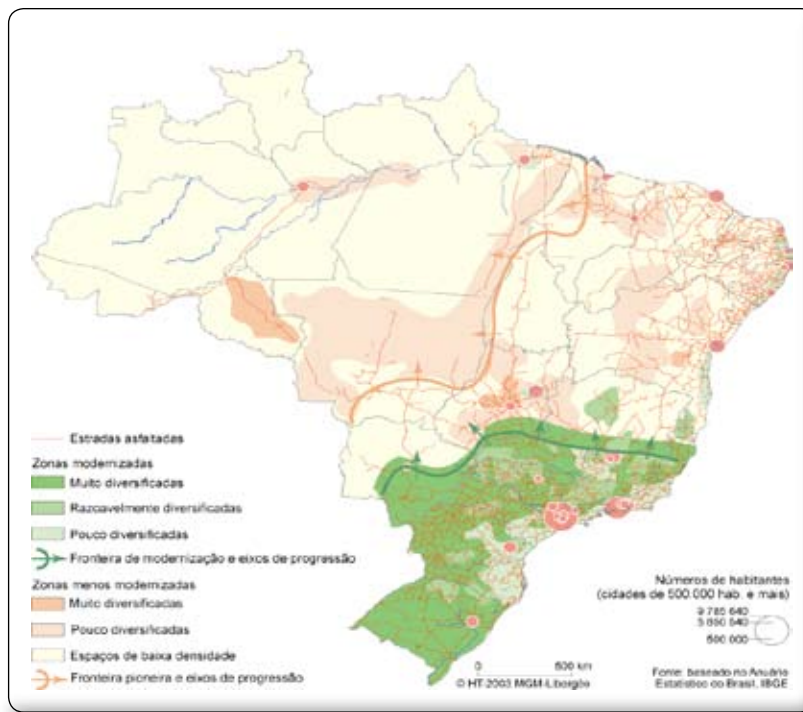 Estradas asfaltadas
Zonas modernizadas
Muito diversificadas
Razoavelmente diversificadas
Pouco diversificadas
Fronteira de modernização e eixos de progressão
Zonas menos modernizadas
Muito diversificadas
Pouco diversificadas
Espaços de baixa densidade
Fronteira pioneira e eixos de progressão
0 500 km
© HT-2003 MGM-Libergéo
Números de habitantes
(cidades de 500.000 hab. e mais)
9 785 640
500 000
Fonte: baseado no Anuário
Estatístico do Brasil, IBGE